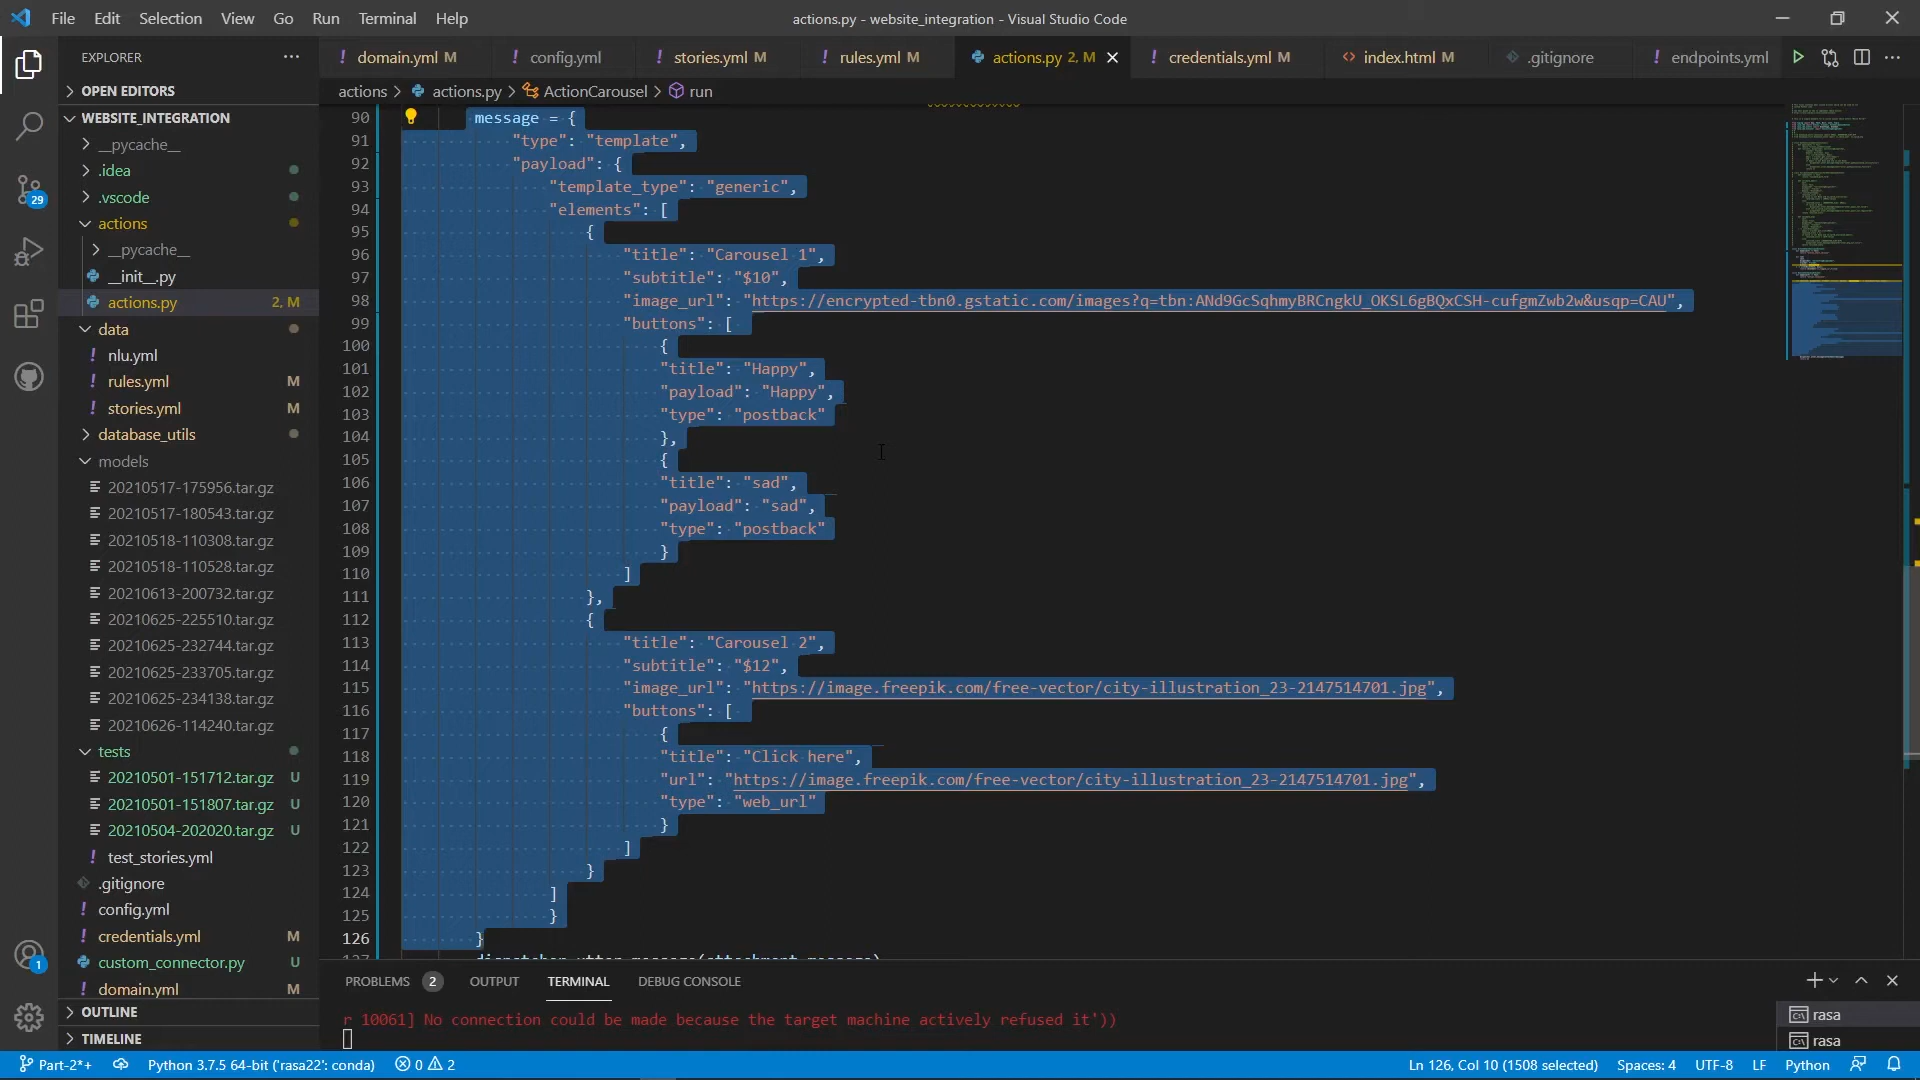 File Edit Selection View Go Run Terminal Help
actions.py - website_integration - Visual Studio Code
EXPLORER
domain.yml M
config.yml
stories.yml M
rules.yml M
actions.py 2, M
credentials.yml M
index.html M
.gitignore
endpoints.yml
OPEN EDITORS
WEBSITE_INTEGRATION
__pycache__
.idea
.vscode
actions
__pycache__
__init__.py
actions.py 2, M
data
nlu.yml
rules.yml M
stories.yml M
database_utils
models
20210517-175956.tar.gz
20210517-180543.tar.gz
20210518-110308.tar.gz
20210518-110528.tar.gz
20210613-200732.tar.gz
20210625-225510.tar.gz
20210625-232744.tar.gz
20210625-233705.tar.gz
20210625-234138.tar.gz
20210626-114240.tar.gz
tests
20210501-151712.tar.gz U
20210501-151807.tar.gz U
20210504-202020.tar.gz U
test_stories.yml
.gitignore
config.yml
credentials.yml M
custom_connector.py U
domain.yml M
OUTLINE
TIMELINE
29
1
actions > actions.py > ActionCarousel > run
90 message = {
91 "type": "template",
92 "payload": {
93 "template_type": "generic",
94 "elements": [
95 {
96 "title": "Carousel 1",
97 "subtitle": "$10",
98 "image_url": "https://encrypted-tbn0.gstatic.com/images?q=tbn:ANd9GcSqhmyBRCngkU_OKSL6gBQxCSH-cufgmZwb2w&usqp=CAU",
99 "buttons": [
100 {
101 "title": "Happy",
102 "payload": "Happy",
103 "type": "postback"
104 },
105 {
106 "title": "sad",
107 "payload": "sad",
108 "type": "postback"
109 }
110 ]
111 },
112 {
113 "title": "Carousel 2",
114 "subtitle": "$12",
115 "image_url": "https://image.freepik.com/free-vector/city-illustration_23-2147514701.jpg",
116 "buttons": [
117 {
118 "title": "Click here",
119 "url": "https://image.freepik.com/free-vector/city-illustration_23-2147514701.jpg",
120 "type": "web_url"
121 }
122 ]
123 }
124 ]
125 }
126 }
PROBLEMS 2 OUTPUT TERMINAL DEBUG CONSOLE
r 10061] No connection could be made because the target machine actively refused it'))
rasa
rasa
Part-2*+ Python 3.7.5 64-bit ('rasa22': conda) 0 2
Ln 126, Col 10 (1508 selected) Spaces: 4 UTF-8 LF Python